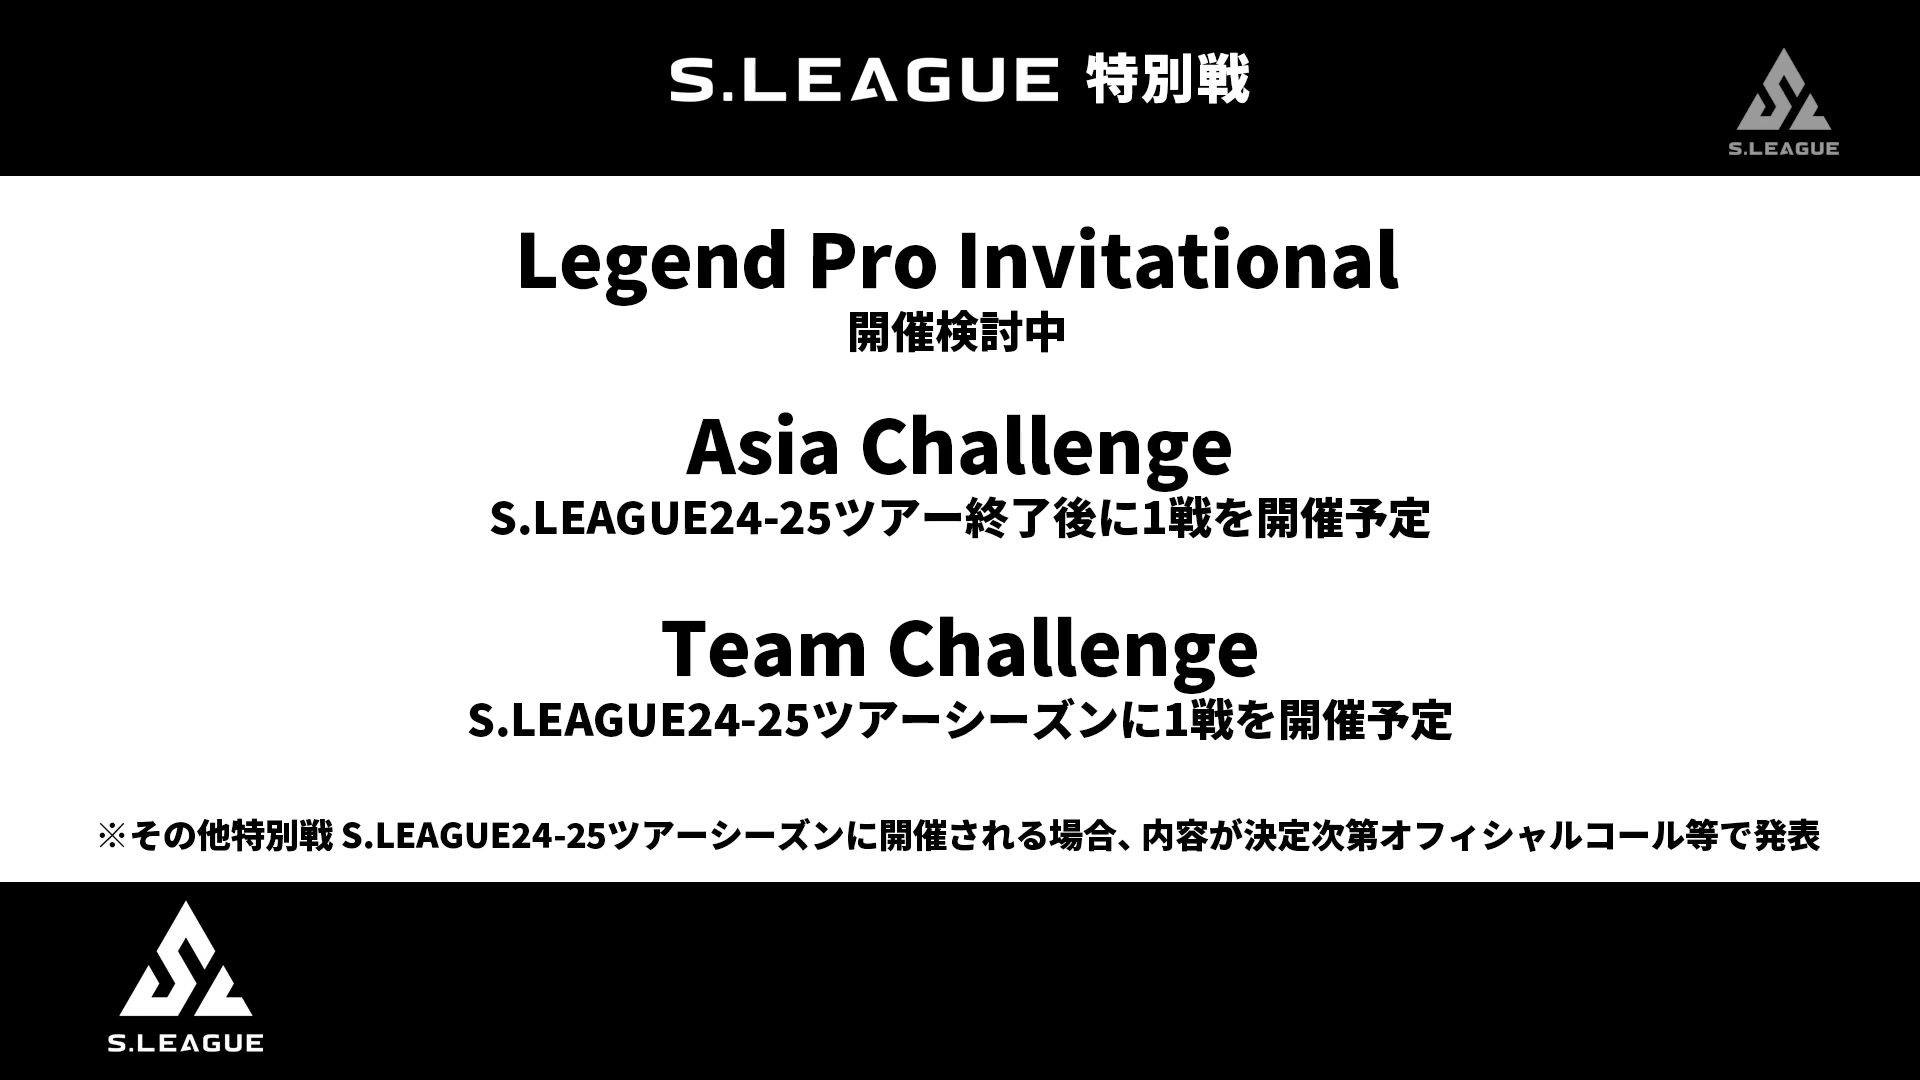 S.LEAGUE 特別戦
S.LEAGUE
Legend Pro Invitational
開催検討中
Asia Challenge
S.LEAGUE24-25ツアー終了後に1戦を開催予定
Team Challenge
S.LEAGUE24-25ツアーシーズンに1戦を開催予定
※その他特別戦 S.LEAGUE24-25ツアーシーズンに開催される場合、内容が決定次第オフィシャルコール等で発表
S.LEAGUE